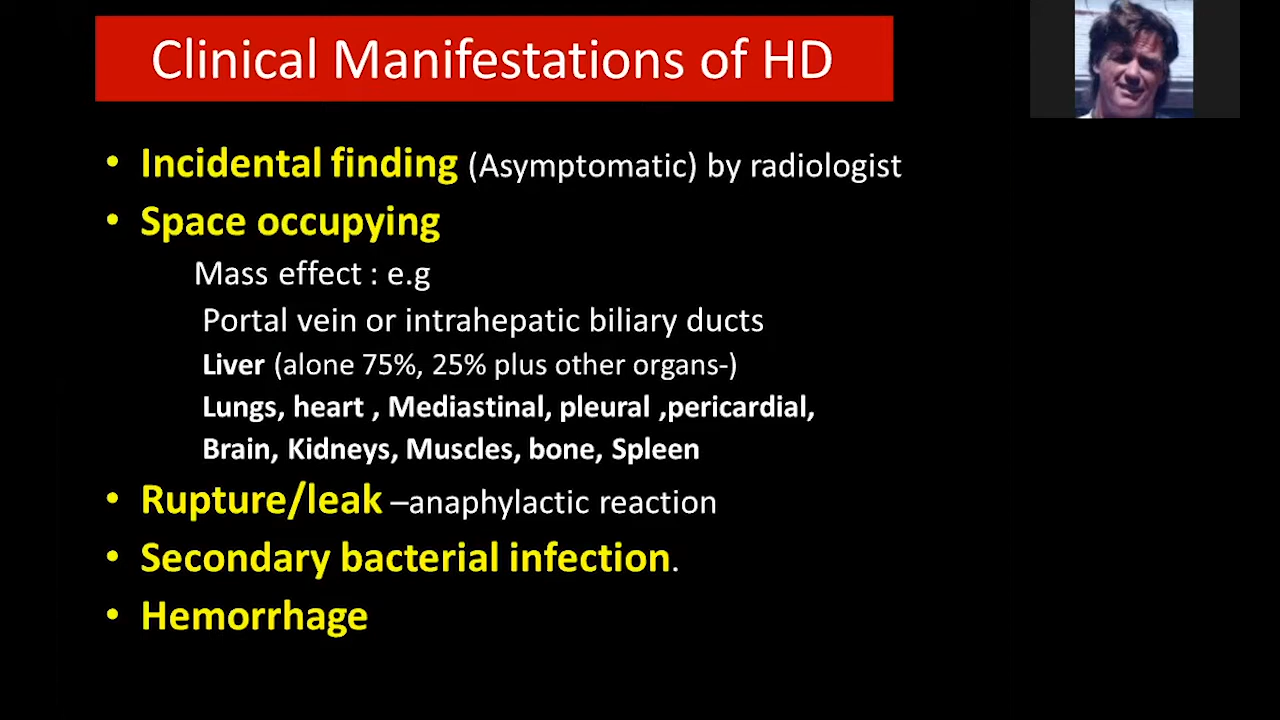 Clinical Manifestations of HD
• Incidental finding (Asymptomatic) by radiologist
• Space occupying
Mass effect : e.g
Portal vein or intrahepatic biliary ducts
Liver (alone 75%, 25% plus other organs-)
Lungs, heart , Mediastinal, pleural ,pericardial,
Brain, Kidneys, Muscles, bone, Spleen
• Rupture/leak –anaphylactic reaction
• Secondary bacterial infection.
• Hemorrhage